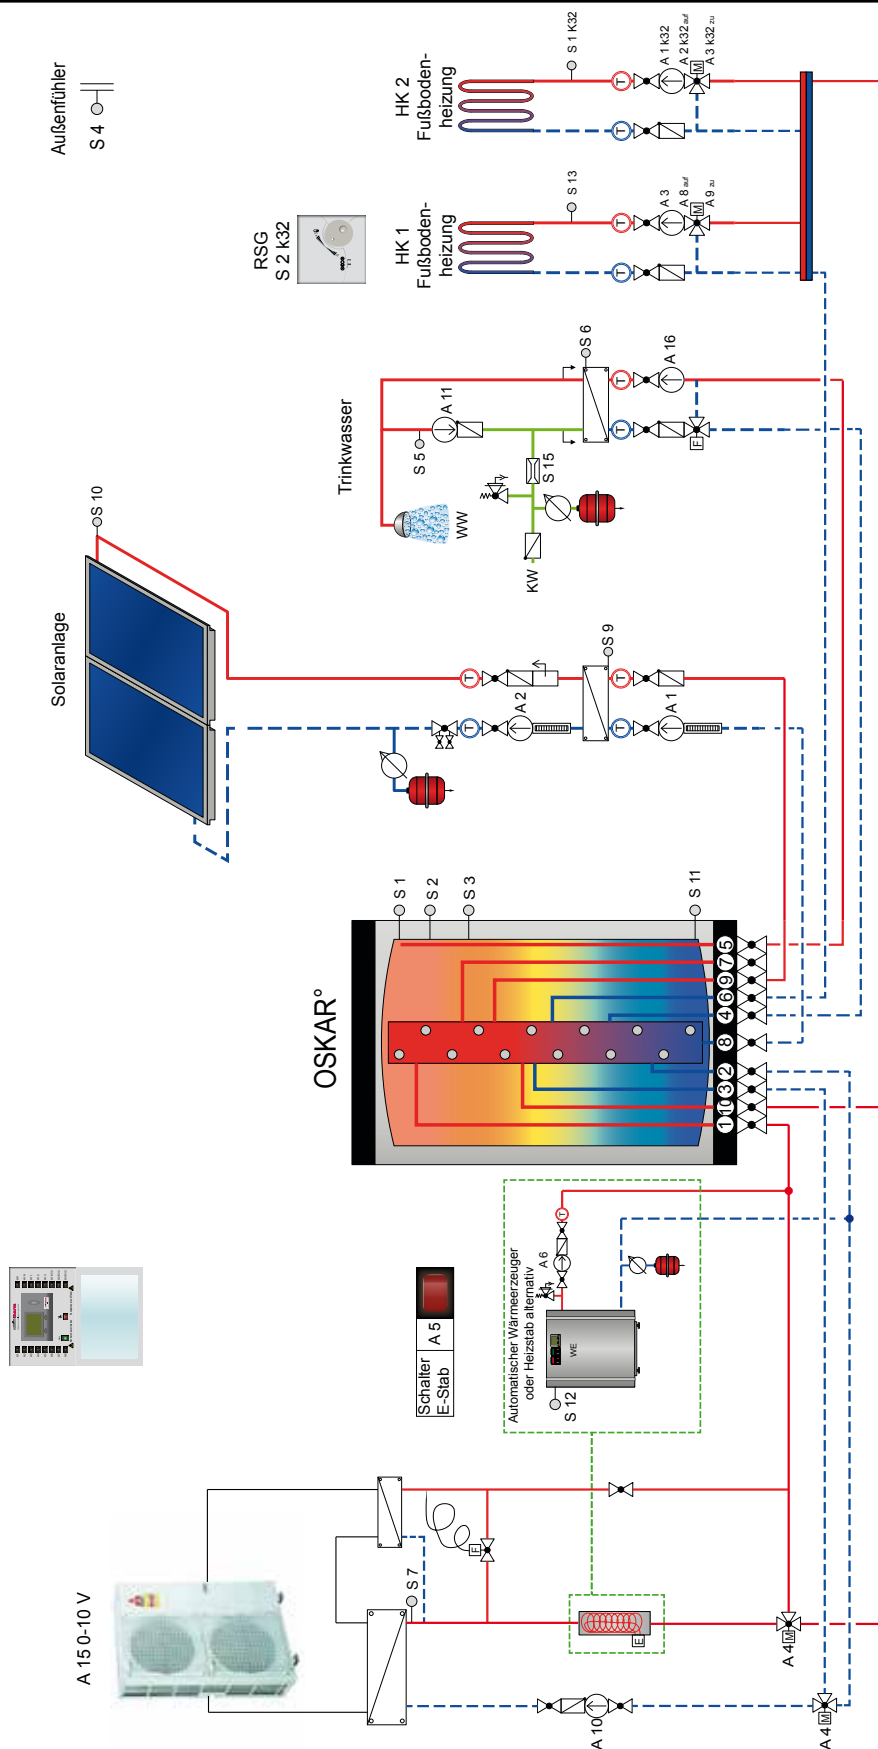 Außenfühler
S 4
S 1 K32
A 1 k32
A 2 k32 auf
A 3 k32 zu
M
T
T
HK 2
Fußboden-
heizung
RSG
S 2 k32
S 13
A 3
A 8 auf
A 9 zu
M
T
T
HK 1
Fußboden-
heizung
Trinkwasser
S 5
A 11
S 6
A 16
T
T
F
S 15
WW
KW
Solaranlage
S 10
T
T
A 2
S 9
T
T
A 1
OSKAR°
S 1
S 2
S 3
S 11
5
7
9
6
4
8
2
3
10
1
Schalter
E-Stab
A 5
Automatischer Wärmeerzeuger
oder Heizstab alternativ
A 6
T
WE
S 12
A 15 0-10 V
S 7
F
E
A 4
M
A 10
A 4
M